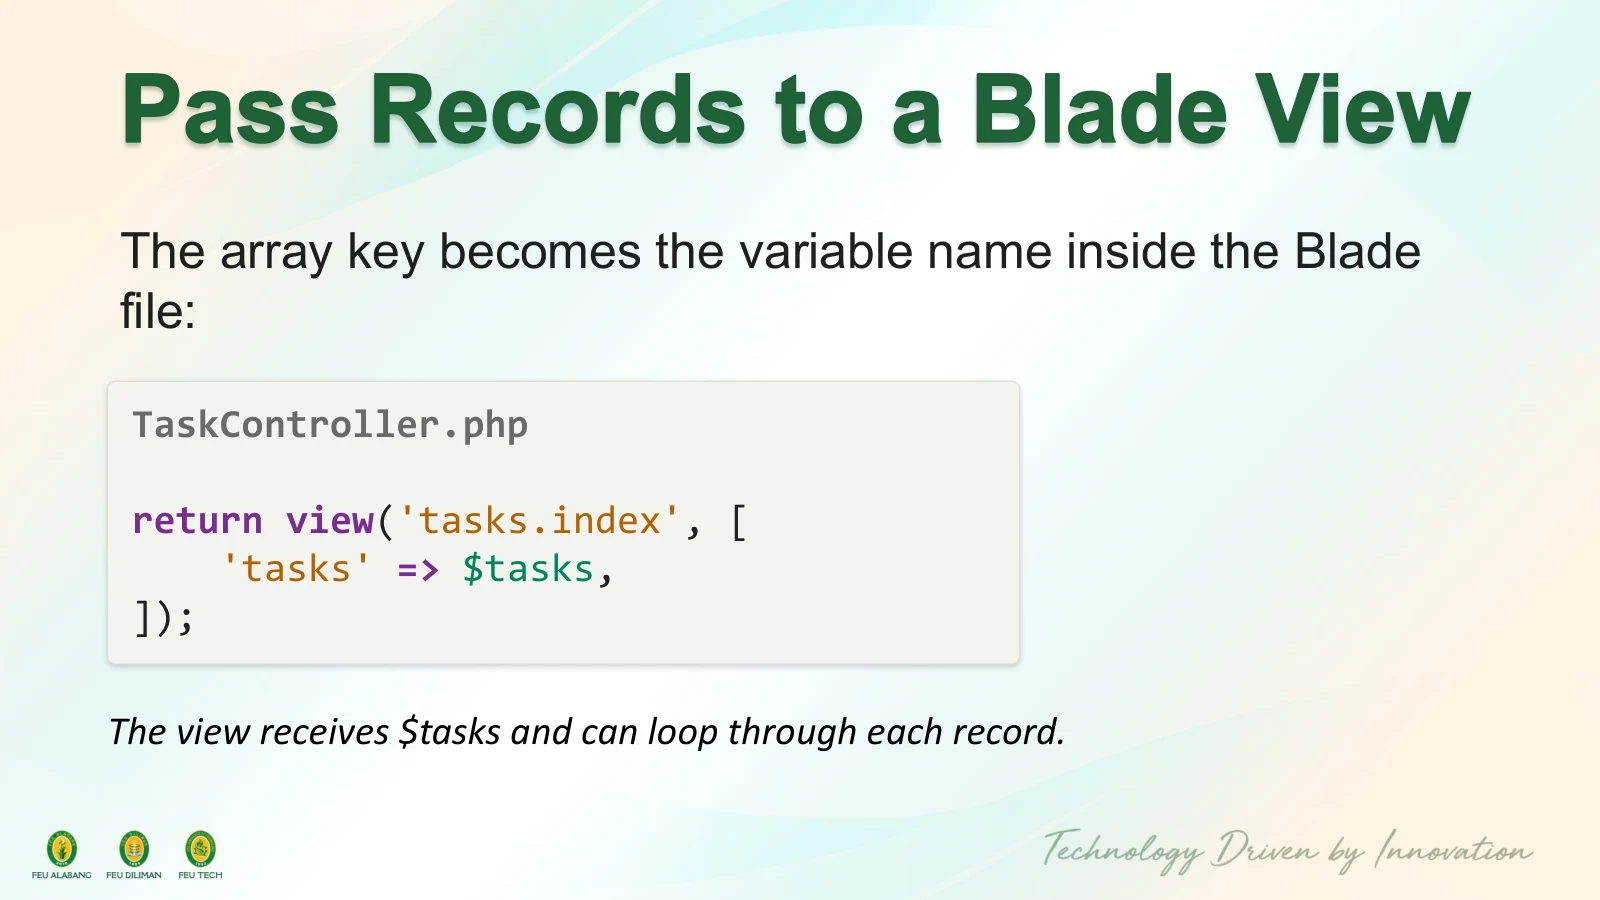 Pass Records to a Blade View
The array key becomes the variable name inside the Blade
file:
TaskController.php
return view('tasks.index', [
    'tasks' => $tasks,
]);
The view receives $tasks and can loop through each record.
FEU ALABANG FEU DILIMAN FEU TECH
Technology Driven by Innovation